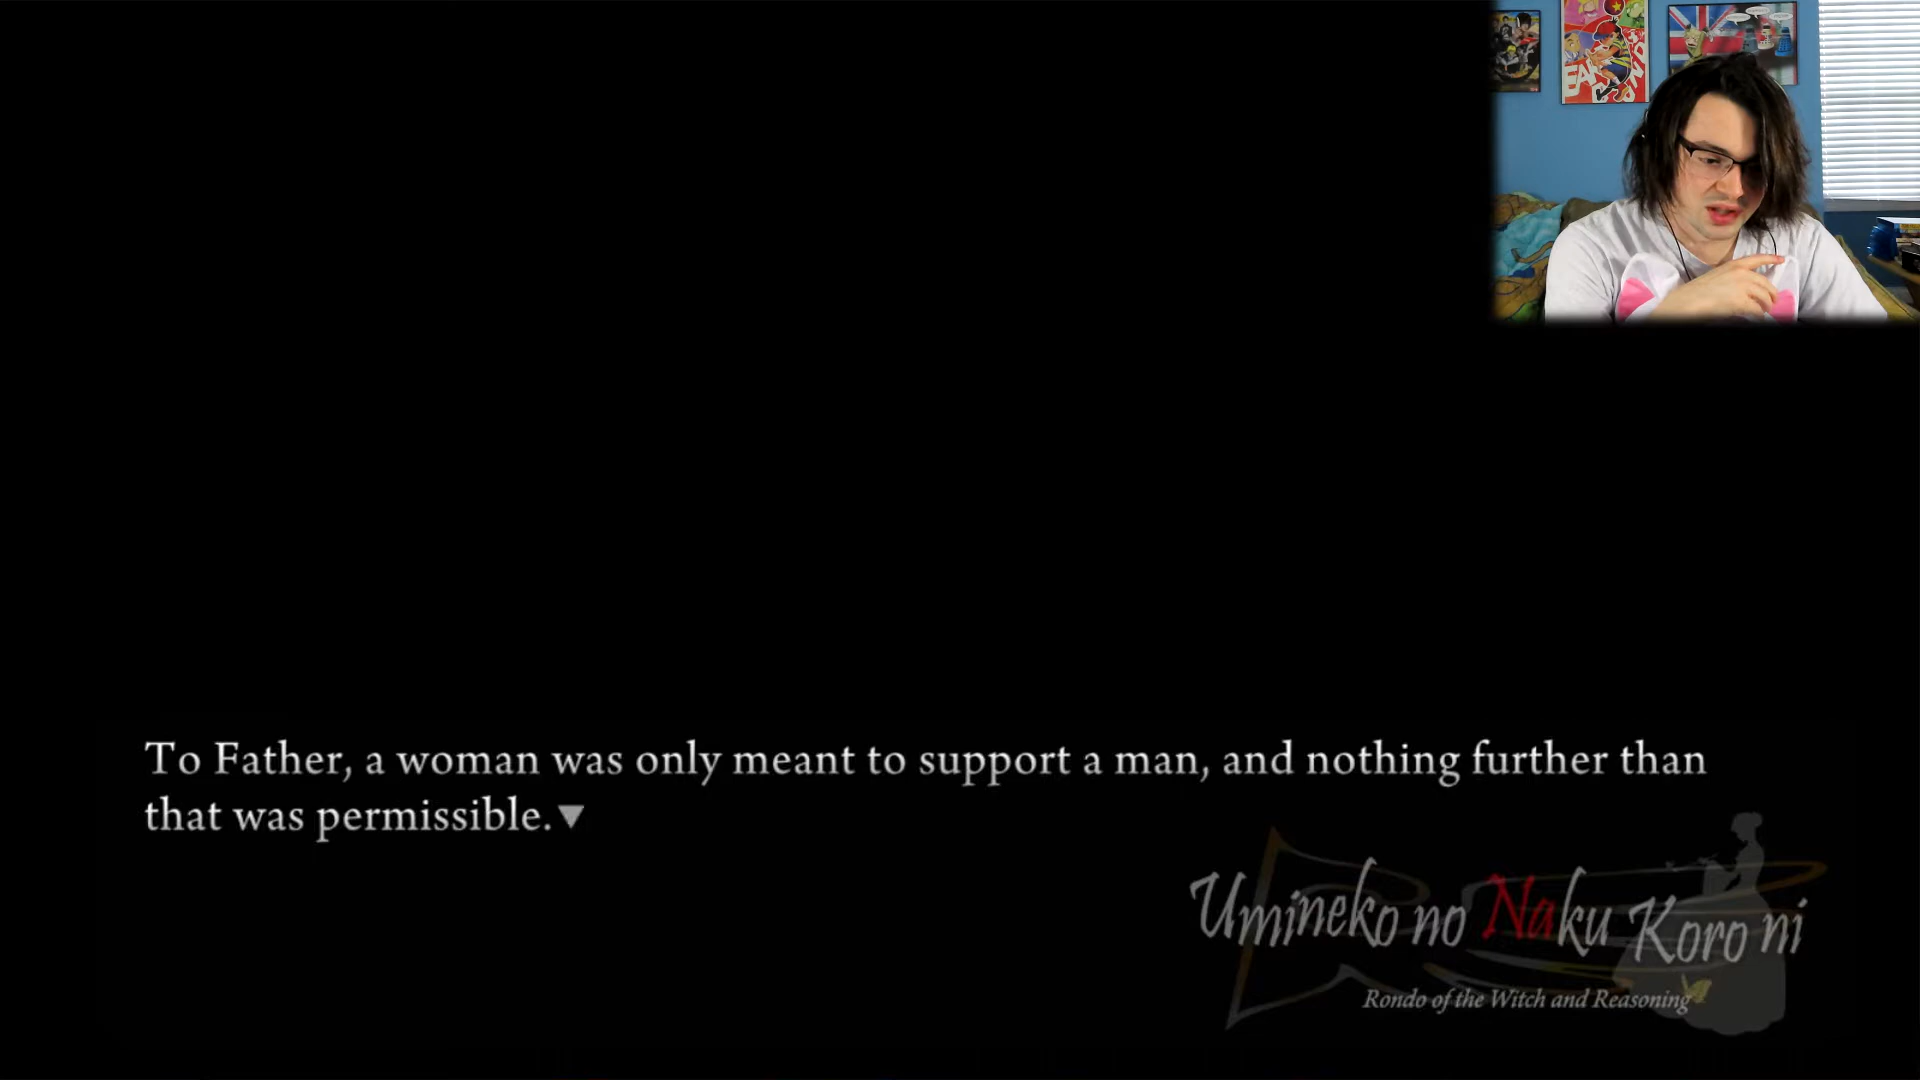 To Father, a woman was only meant to support a man, and nothing further than
that was permissible.
Umineko no Naku Koro ni
Rondo of the Witch and Reasoning